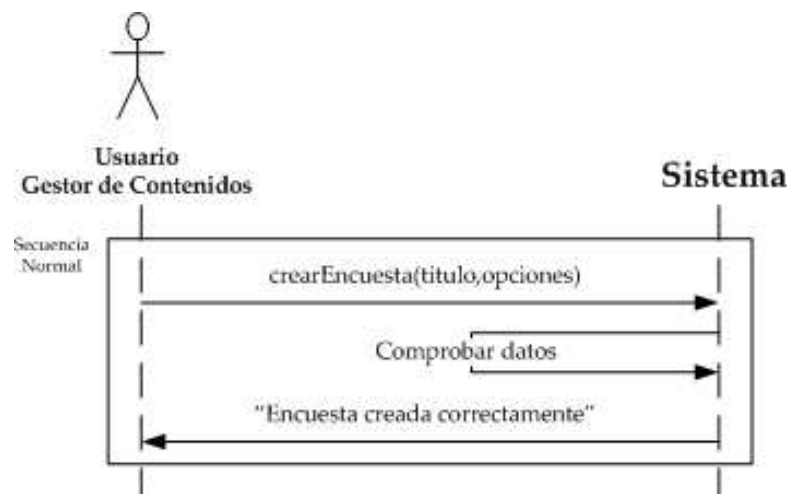 Usuario
Gestor de Contenidos
Sistema
Secuencia
Normal
crearEncuesta(titulo,opciones)
Comprobar datos
"Encuesta creada correctamente"